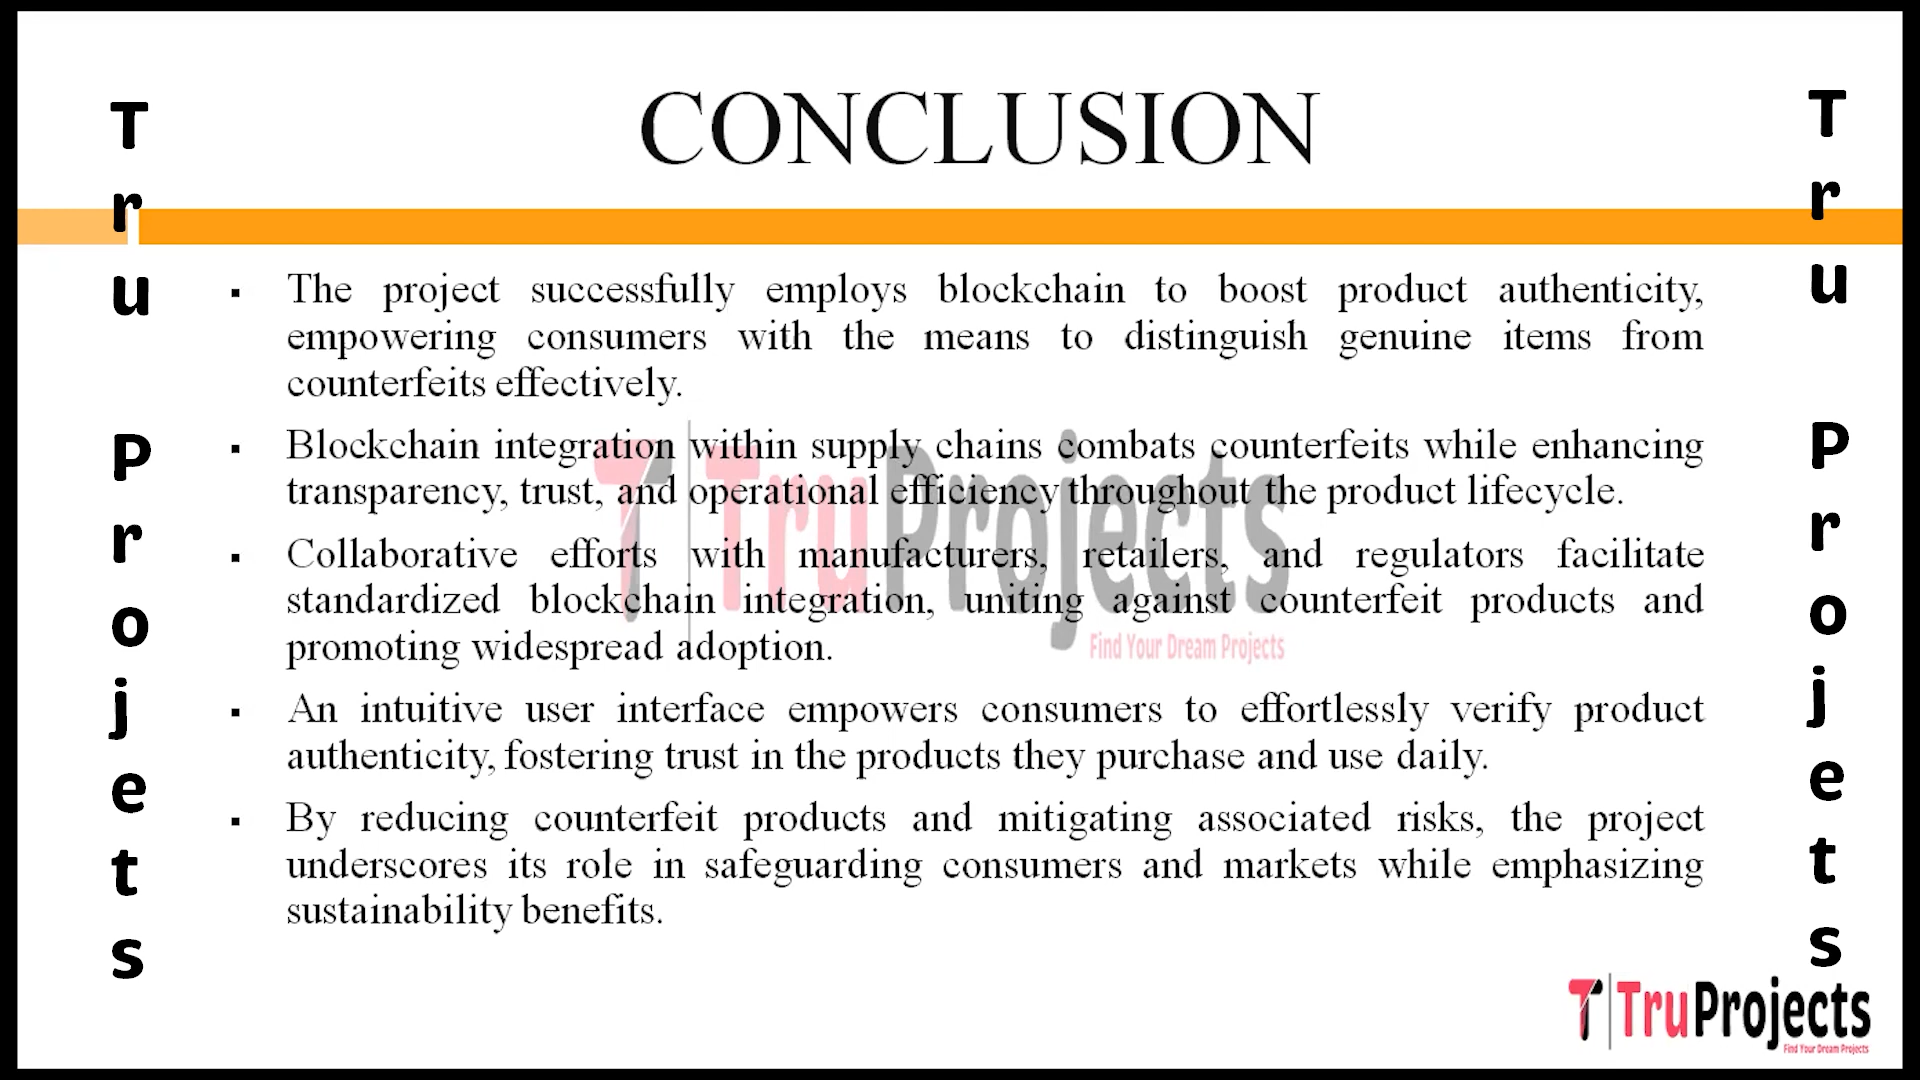 CONCLUSION
Tru Projets
Tru Projets
▪ The project successfully employs blockchain to boost product authenticity,
empowering consumers with the means to distinguish genuine items from
counterfeits effectively.
▪ Blockchain integration within supply chains combats counterfeits while enhancing
transparency, trust, and operational efficiency throughout the product lifecycle.
▪ Collaborative efforts with manufacturers, retailers, and regulators facilitate
standardized blockchain integration, uniting against counterfeit products and
promoting widespread adoption.
▪ An intuitive user interface empowers consumers to effortlessly verify product
authenticity, fostering trust in the products they purchase and use daily.
▪ By reducing counterfeit products and mitigating associated risks, the project
underscores its role in safeguarding consumers and markets while emphasizing
sustainability benefits.
TruProjects
Find Your Dream Projects
TruProjects
Find Your Dream Projects